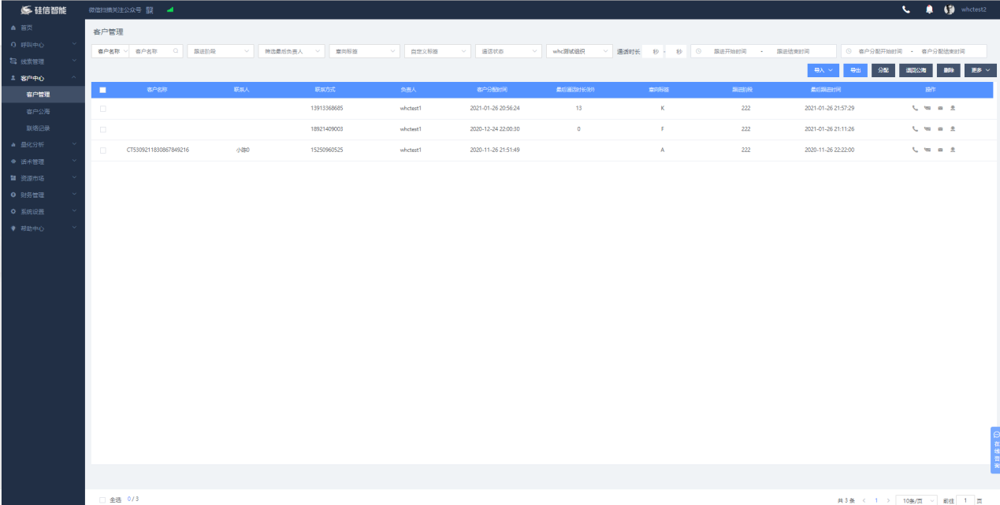 硅信智能
微信扫描关注公众号
whctest2
首页
呼叫中心
线索管理
客户中心
客户管理
客户公海
联络记录
量化分析
话术管理
资源市场
财务管理
系统设置
帮助中心
客户管理
客户名称 客户名称 跟进阶段 筛选最后负责人 意向标签 自定义标签 通话状态 whc测试组织 通话时长 秒 - 秒 跟进开始时间 - 跟进结束时间 客户分配开始时间 - 客户分配结束时间
导入 导出 分配 退回公海 删除 更多
客户名称 联系人 联系方式 负责人 客户分配时间 最后通话时长(秒) 意向标签 跟进阶段 最后跟进时间 操作
13913368685 whctest1 2021-01-26 20:56:24 13 K 222 2021-01-26 21:57:29
18921409003 whctest1 2020-12-24 22:00:30 0 F 222 2021-01-26 21:11:26
CT5309211830867849216 小陈0 15250960525 whctest1 2020-11-26 21:51:49 A 222 2020-11-26 22:22:00
在线咨询
全选 0 / 3
共 3 条 < 1 > 10条/页 前往 1 页